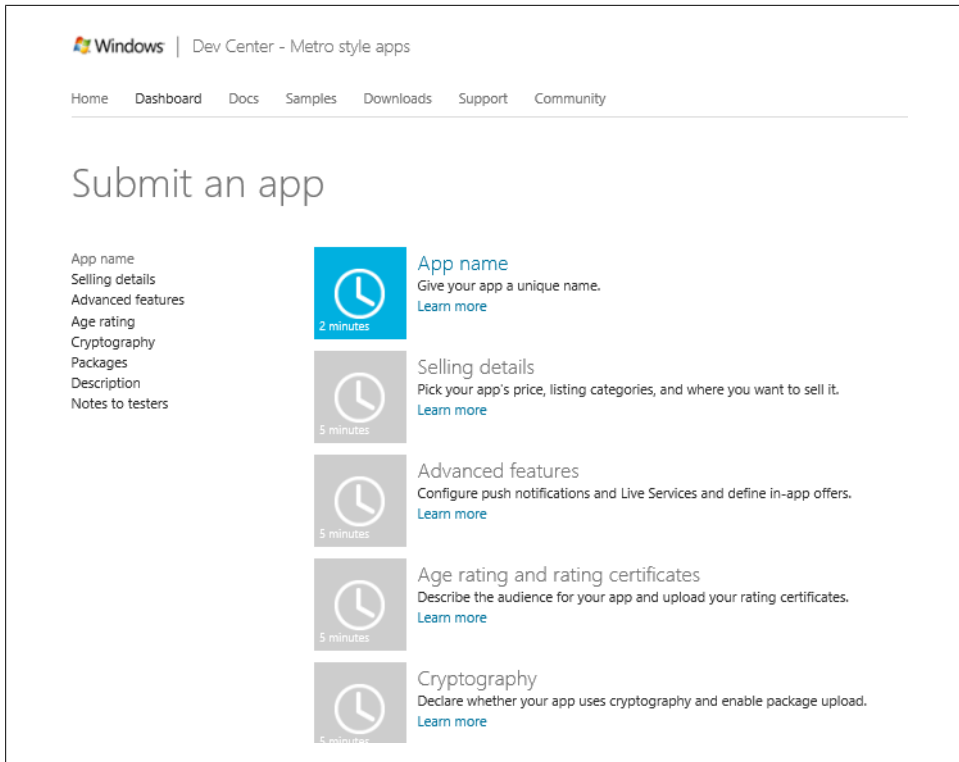 Windows | Dev Center - Metro style apps
Home Dashboard Docs Samples Downloads Support Community
Submit an app
App name
Selling details
Advanced features
Age rating
Cryptography
Packages
Description
Notes to testers
2 minutes
App name
Give your app a unique name.
Learn more
5 minutes
Selling details
Pick your app's price, listing categories, and where you want to sell it.
Learn more
5 minutes
Advanced features
Configure push notifications and Live Services and define in-app offers.
Learn more
5 minutes
Age rating and rating certificates
Describe the audience for your app and upload your rating certificates.
Learn more
5 minutes
Cryptography
Declare whether your app uses cryptography and enable package upload.
Learn more